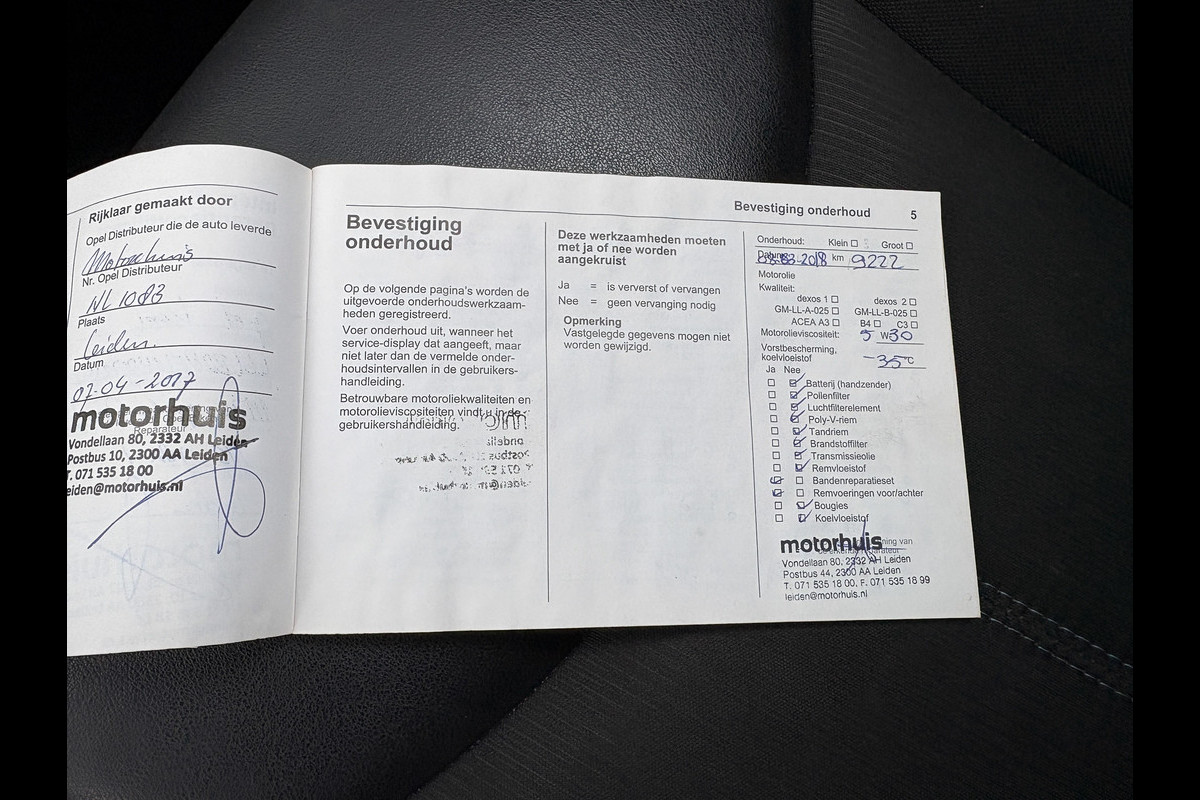 Rijklaar gemaakt door
Opel Distributeur die de auto leverde
Motorhuis
Nr. Opel Distributeur
NL 1083
Plaats
Leiden.
Datum
07-04-2017
motorhuis
Reparateur
Vondellaan 80, 2332 AH Leiden
Postbus 10, 2300 AA Leiden
T. 071 535 18 00
leiden@motorhuis.nl
Bevestiging onderhoud 5
Bevestiging
onderhoud
Op de volgende pagina's worden de
uitgevoerde onderhoudswerkzaam-
heden geregistreerd.
Voer onderhoud uit, wanneer het
service-display dat aangeeft, maar
niet later dan de vermelde onder-
houdsintervallen in de gebruikers-
handleiding.
Betrouwbare motoroliekwaliteiten en
motorolieviscositeiten vindt u in de
gebruikershandleiding.
Deze werkzaamheden moeten
met ja of nee worden
aangekruist
Ja = is ververst of vervangen
Nee = geen vervanging nodig
Opmerking
Vastgelegde gegevens mogen niet
worden gewijzigd.
Onderhoud: Klein Groot
Datum 03-2018 km 9222
Motorolie
Kwaliteit:
dexos 1 dexos 2
GM-LL-A-025 GM-LL-B-025
ACEA A3 B4 C3
Motorolieviscositeit: 5 W30
Vorstbescherming,
koelvloeistof -35°C
Ja Nee
Batterij (handzender)
Pollenfilter
Luchtfilterelement
Poly-V-riem
Tandriem
Brandstoffilter
Transmissieolie
Remvloeistof
Bandenreparatieset
Remvoeringen voor/achter
Bougies
Koelvloeistof
motorhuis
Vondellaan 80, 2332 AH Leiden
Postbus 44, 2300 AA Leiden
T. 071 535 18 00, F. 071 535 18 99
leiden@motorhuis.nl